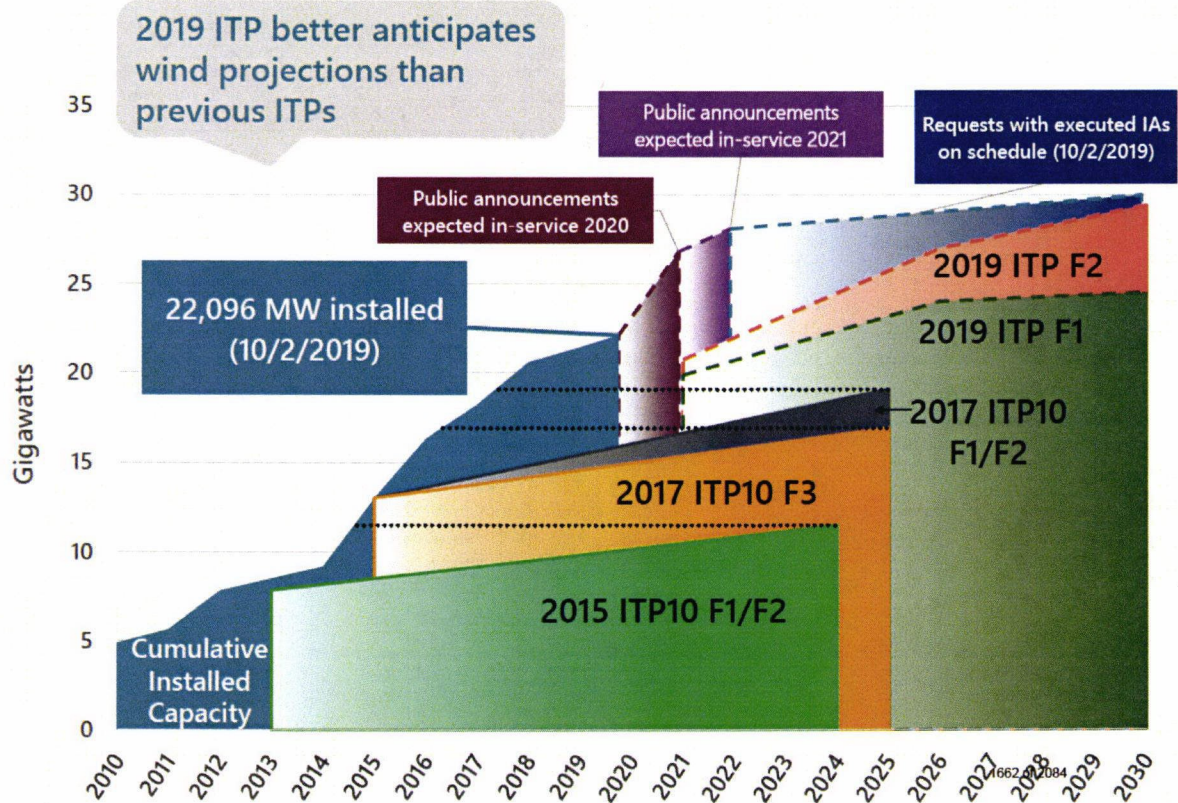 2019 ITP better anticipates
wind projections than
previous ITPs
35
30
25
20
15
10
5
0
Gigawatts
Public announcements
expected in-service 2021
Requests with executed IAs
on schedule (10/2/2019)
Public announcements
expected in-service 2020
22,096 MW installed
(10/2/2019)
2019 ITP F2
2019 ITP F1
2017 ITP10
F1/F2
2017 ITP10 F3
2015 ITP10 F1/F2
Cumulative
Installed
Capacity
2010
2011
2012
2013
2014
2015
2016
2017
2018
2019
2020
2021
2022
2023
2024
2025
2026
2027
2028
2029
2030